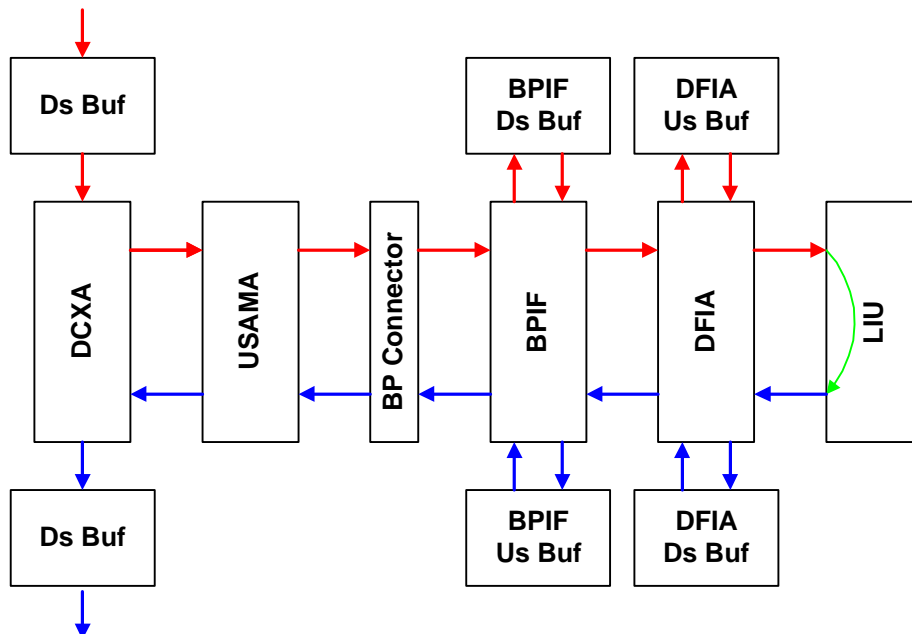 Ds Buf
BPIF
Ds Buf
DFIA
Us Buf
DCXA
USAMA
BP Connector
BPIF
DFIA
LIU
Ds Buf
BPIF
Us Buf
DFIA
Ds Buf